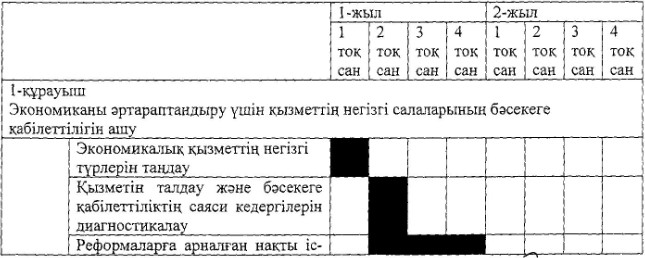 1-жыл 2-жыл
1 2 3 4 1 2 3 4
тоқ тоқ тоқ тоқ тоқ тоқ тоқ тоқ
сан сан сан сан сан сан сан сан
1-құрауыш
Экономиканы әртараптандыру үшін қызметтің негізгі салаларының бәсекеге
қабілеттілігін ашу
Экономикалық қызметтің негізгі
түрлерін таңдау
Қызметін талдау және бәсекеге
қабілеттіліктің саяси кедергілерін
диагностикалау
Реформаларға арналған нақты іс-